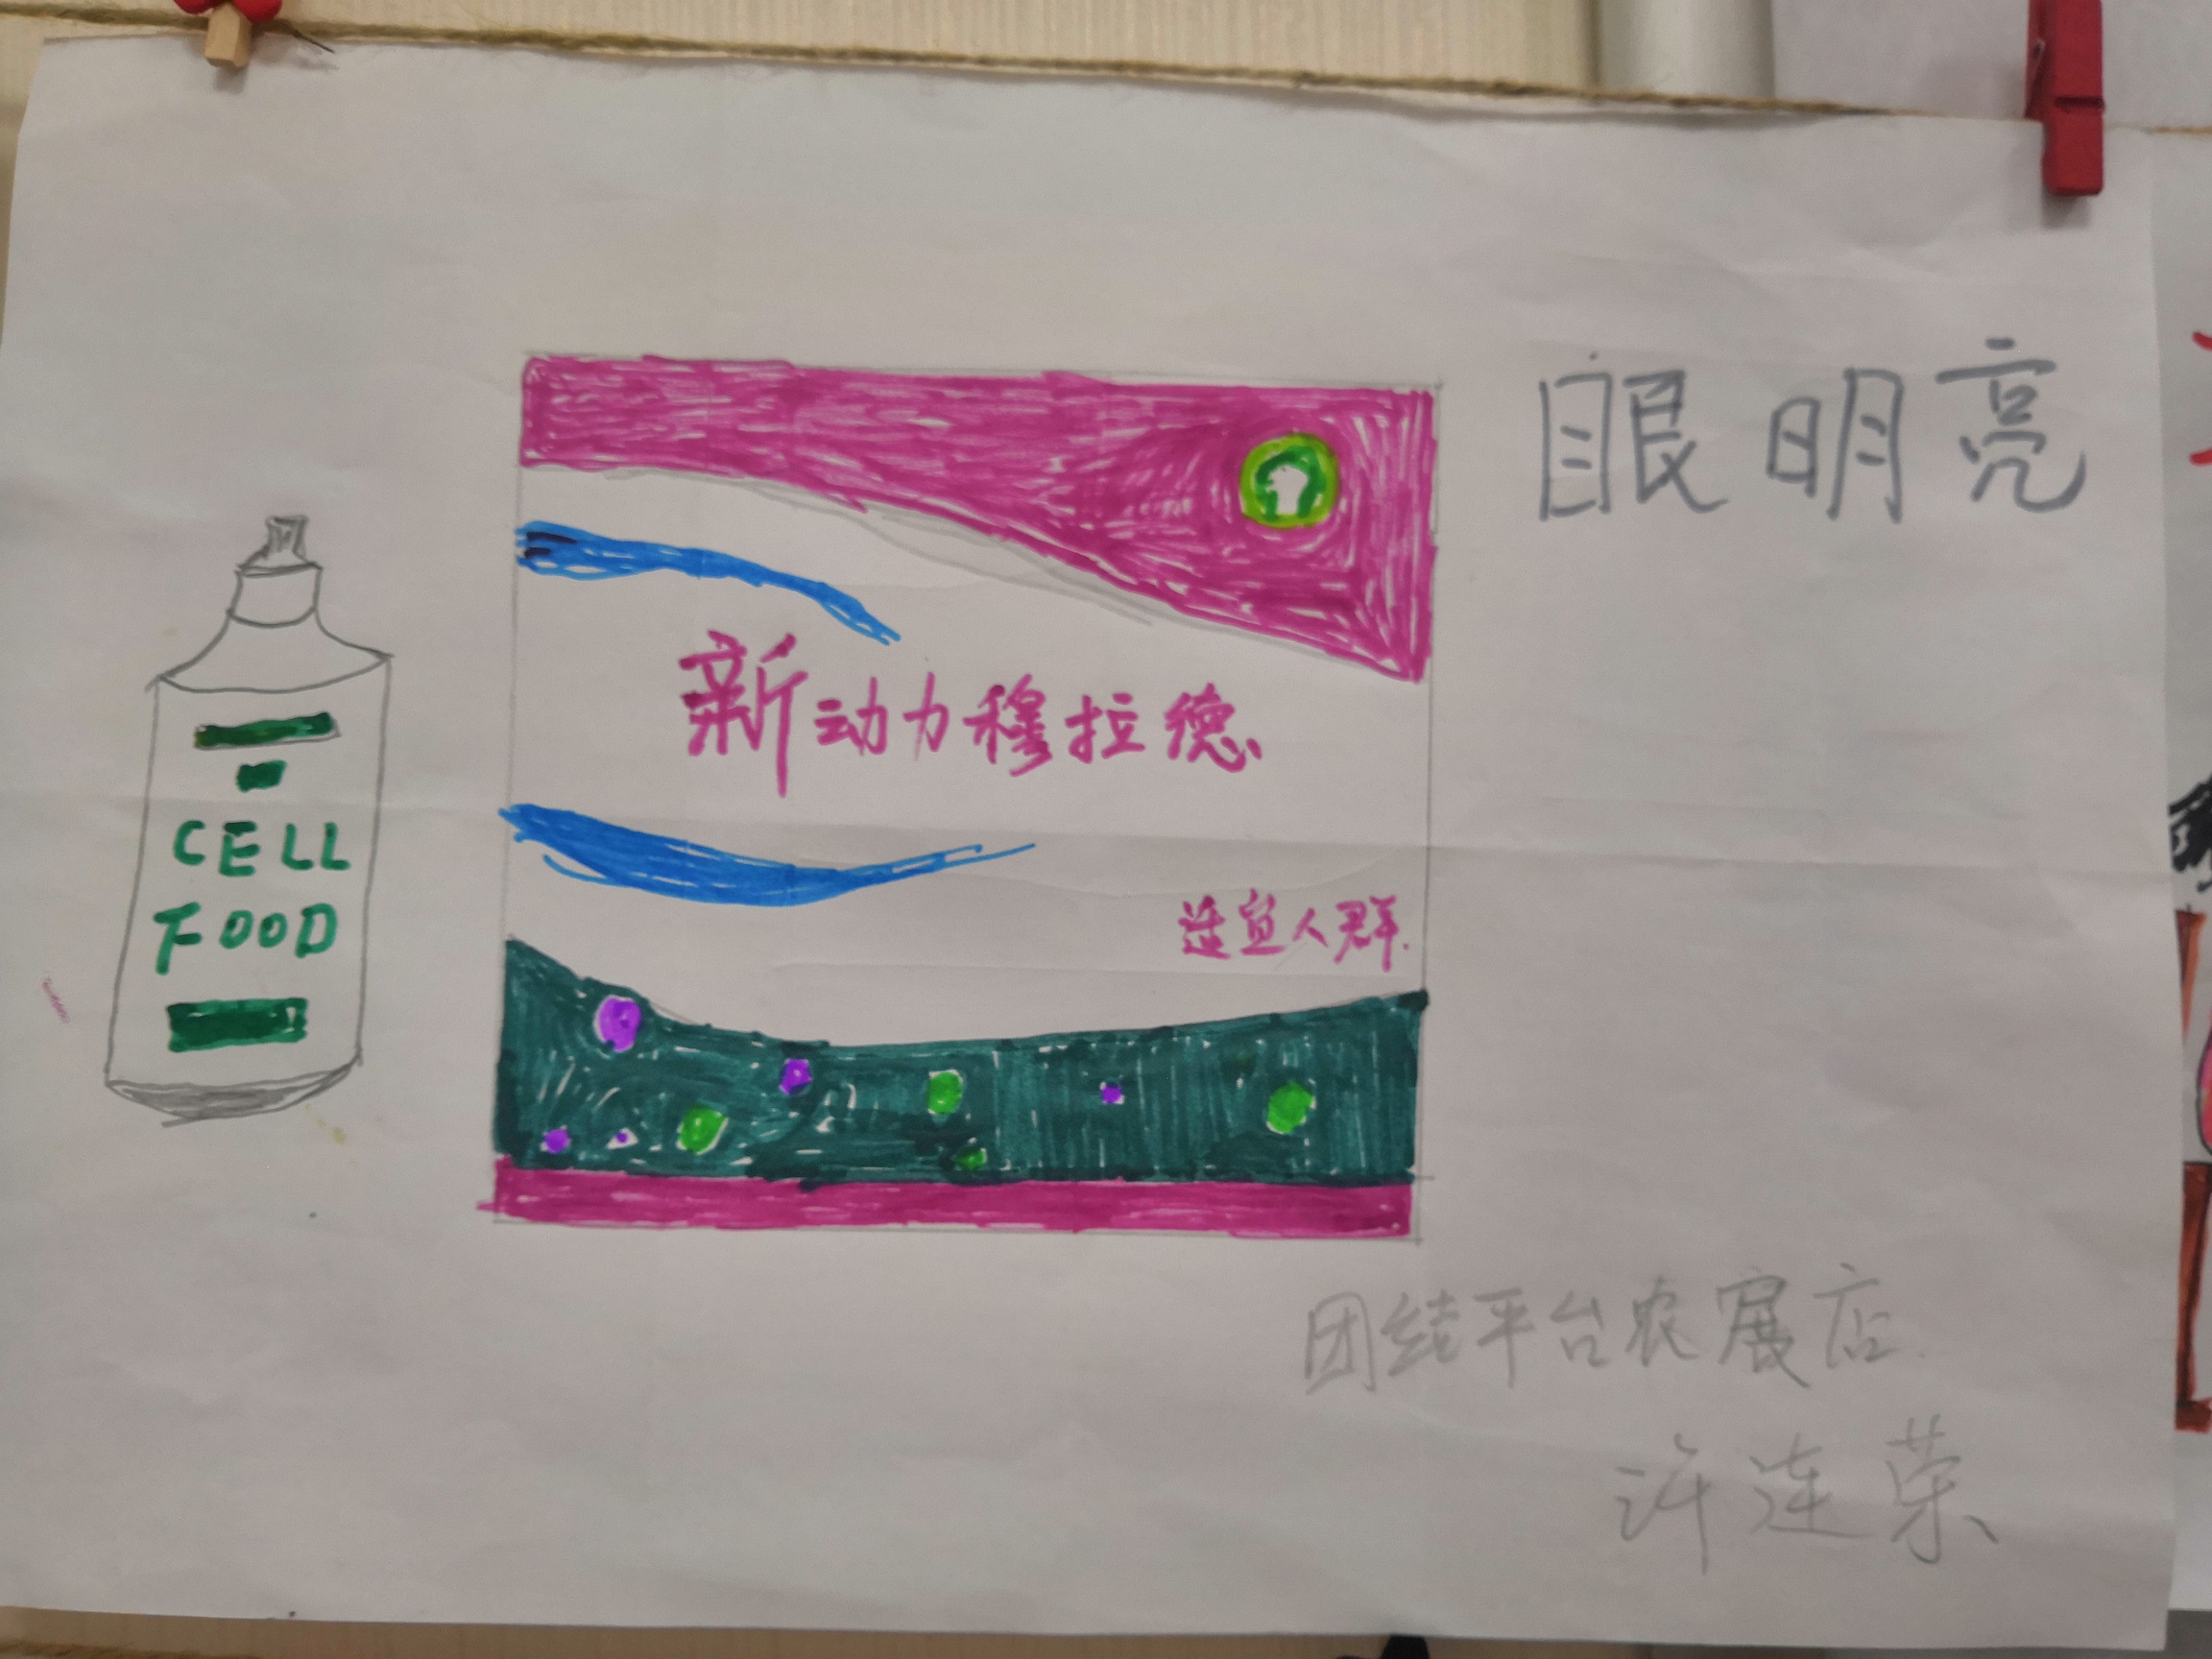 眼明亮
新动力穆拉德
CELL
FOOD
适宜人群.
团结平台农展店.
许连荣